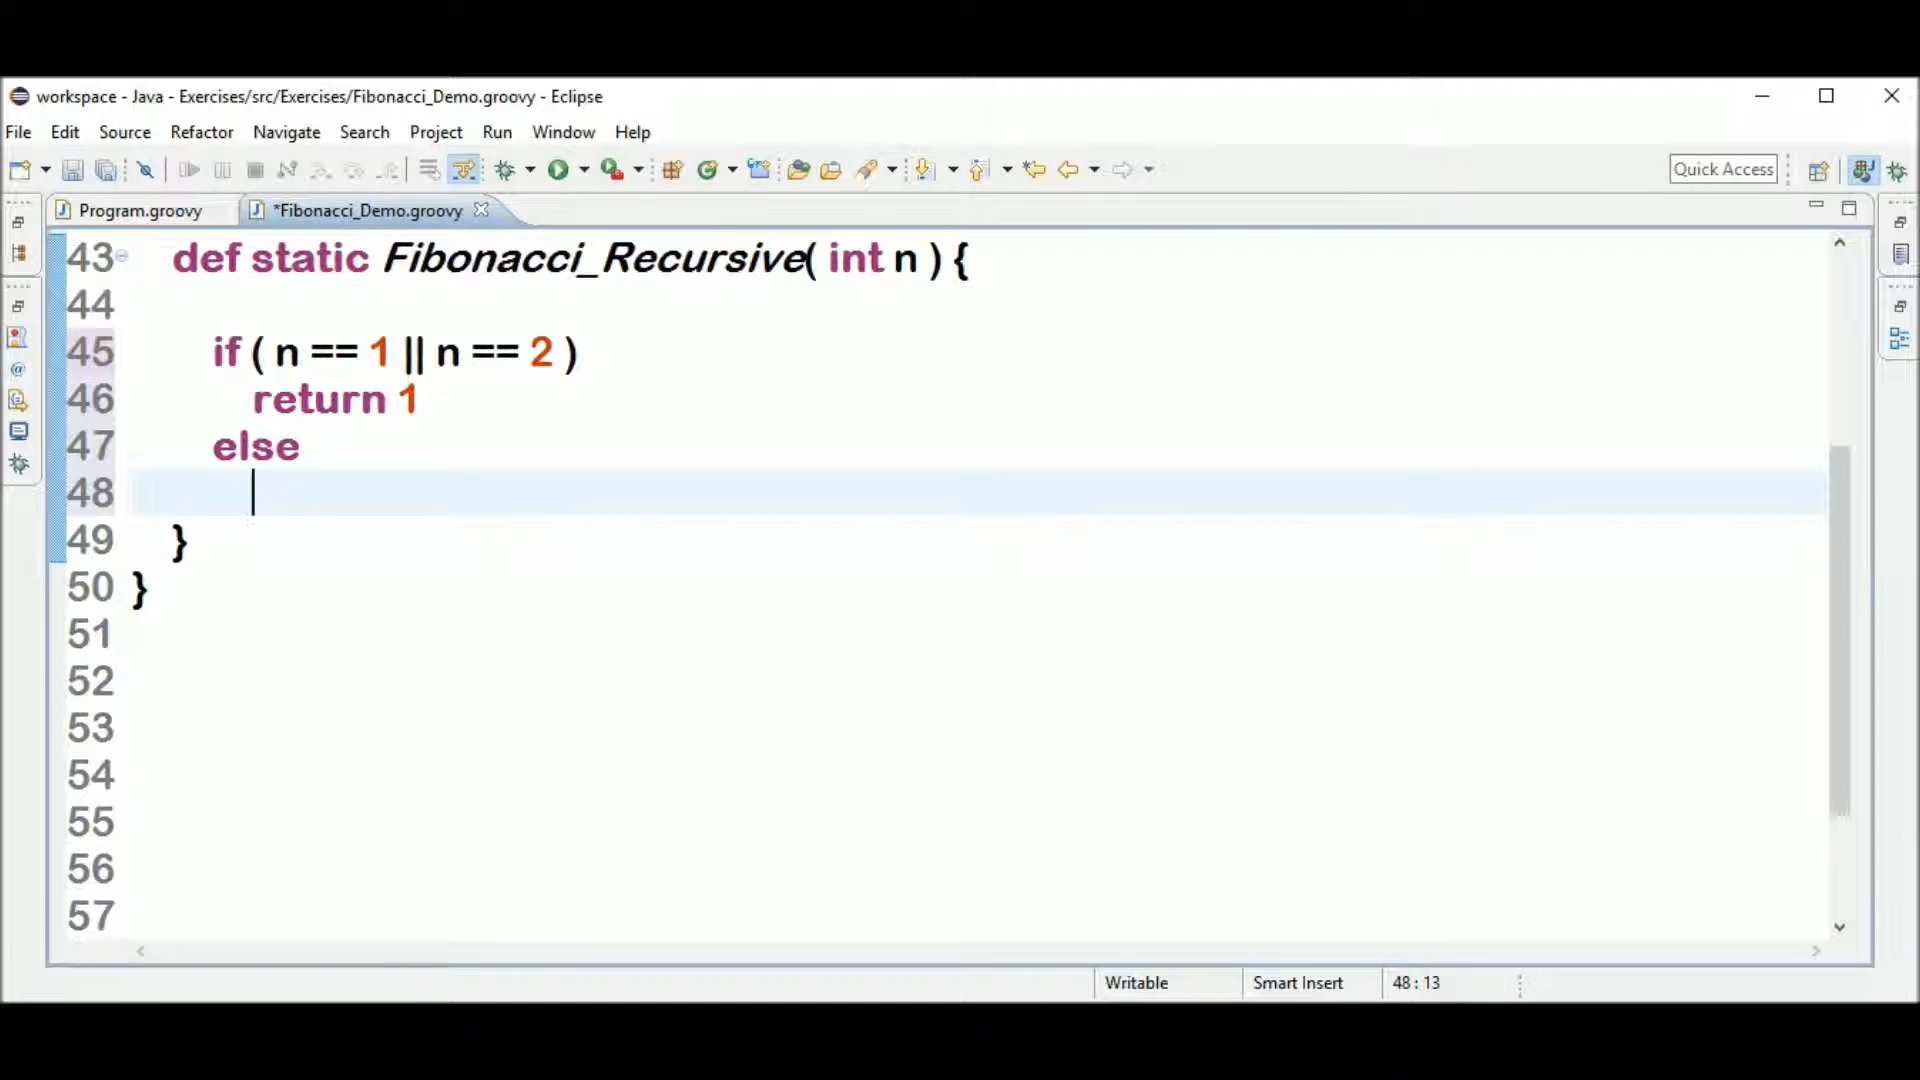 workspace - Java - Exercises/src/Exercises/Fibonacci_Demo.groovy - Eclipse
File Edit Source Refactor Navigate Search Project Run Window Help
Quick Access
Program.groovy *Fibonacci_Demo.groovy
43 def static Fibonacci_Recursive( int n ) {
44
45 if ( n == 1 || n == 2 )
46 return 1
47 else
48
49 }
50 }
51
52
53
54
55
56
57
Writable Smart Insert 48 : 13